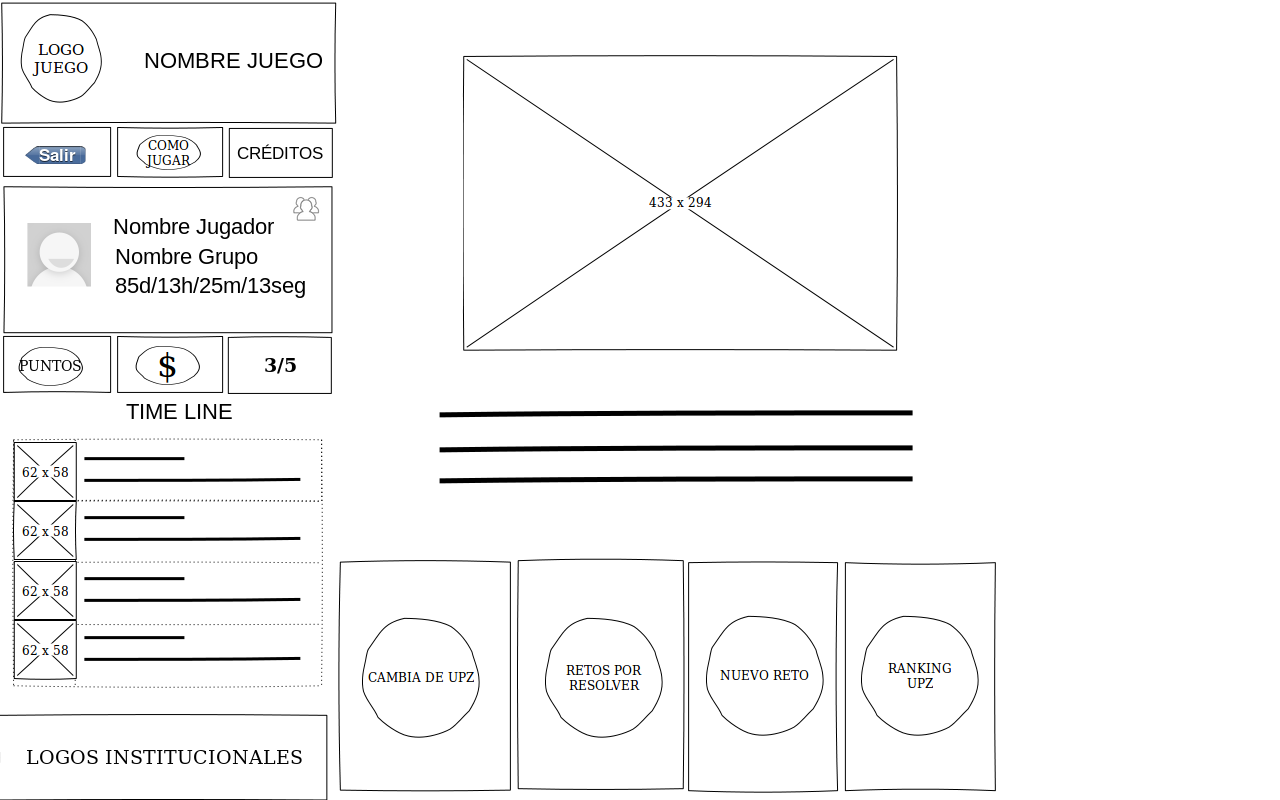 LOGO
JUEGO
NOMBRE JUEGO
Salir
COMO
JUGAR
CRÉDITOS
Nombre Jugador
Nombre Grupo
85d/13h/25m/13seg
PUNTOS
$
3/5
TIME LINE
62 x 58
62 x 58
62 x 58
62 x 58
LOGOS INSTITUCIONALES
433 x 294
CAMBIA DE UPZ
RETOS POR
RESOLVER
NUEVO RETO
RANKING
UPZ